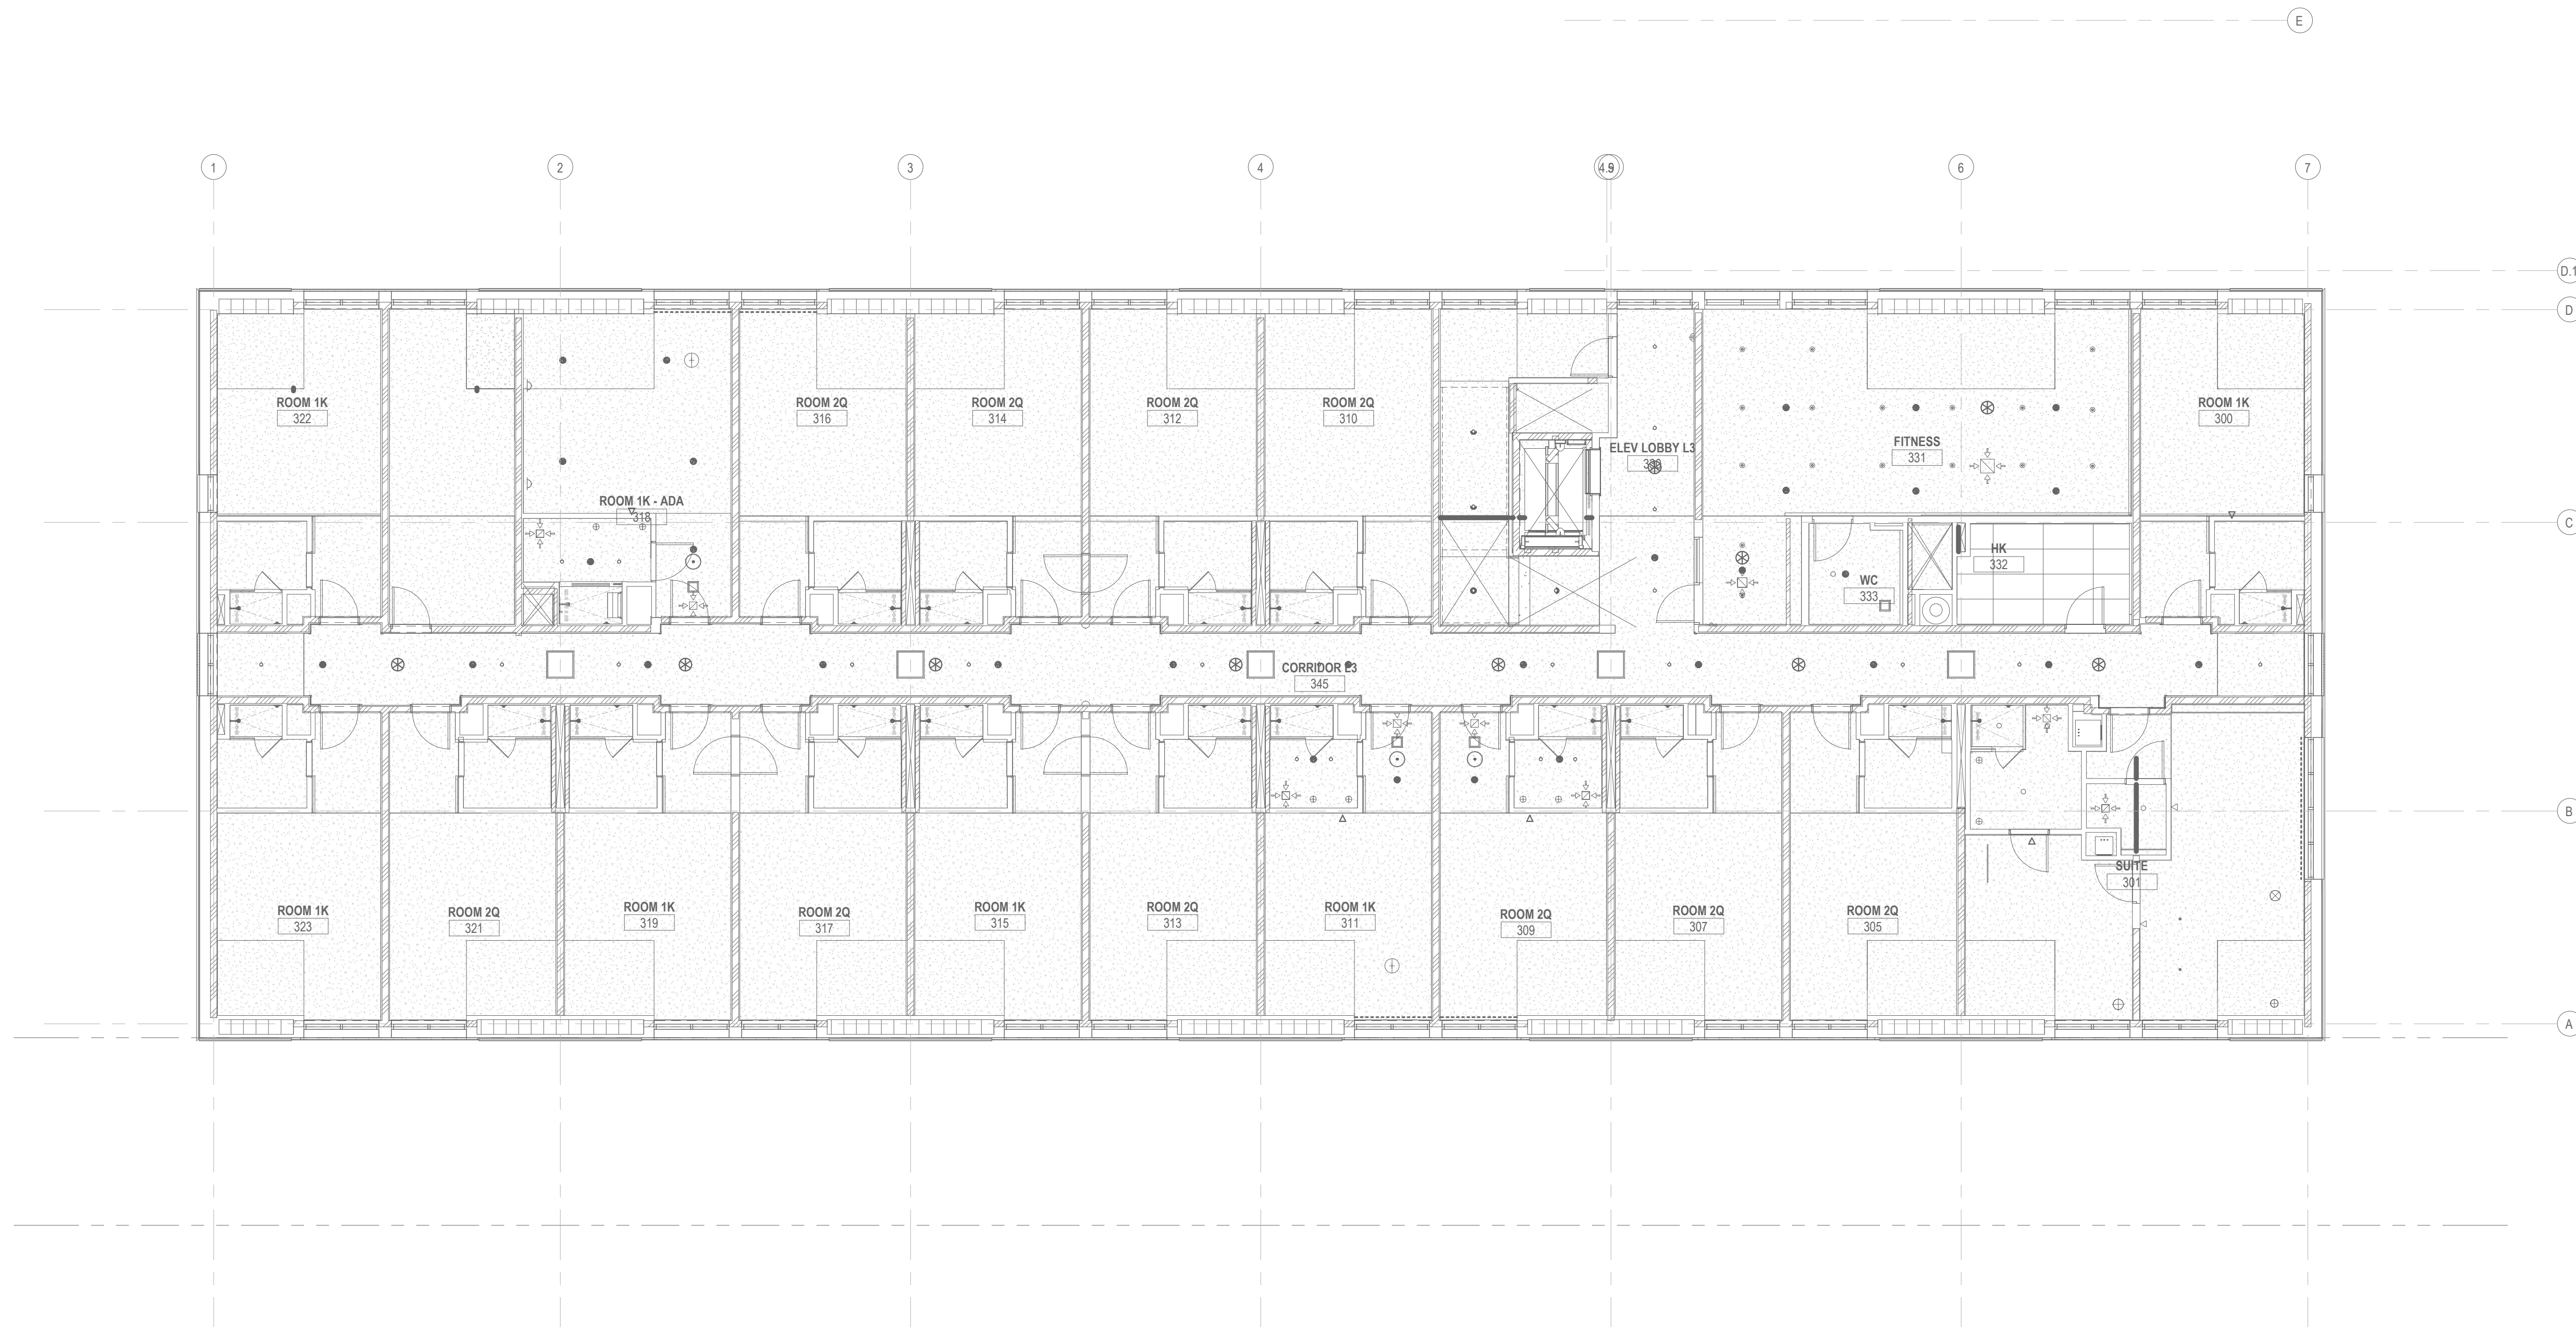 E
1
2
3
4
6
7
D.1
D
C
B
A
ROOM 1K
322
ROOM 1K - ADA
318
ROOM 2Q
316
ROOM 2Q
314
ROOM 2Q
312
ROOM 2Q
310
ELEV LOBBY L3
FITNESS
331
ROOM 1K
300
HK
332
WC
333
CORRIDOR L3
345
ROOM 1K
323
ROOM 2Q
321
ROOM 1K
319
ROOM 2Q
317
ROOM 1K
315
ROOM 2Q
313
ROOM 1K
311
ROOM 2Q
309
ROOM 2Q
307
ROOM 2Q
305
SUITE
301